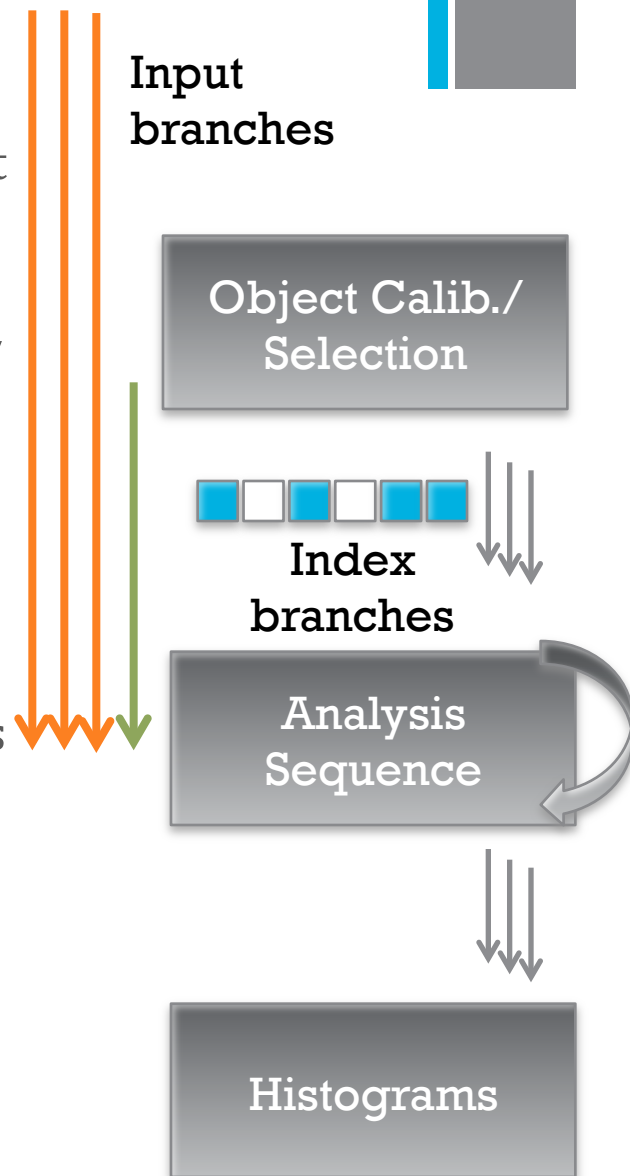 Input
branches
Object Calib./
Selection
Index
branches
Analysis
Sequence
Histograms